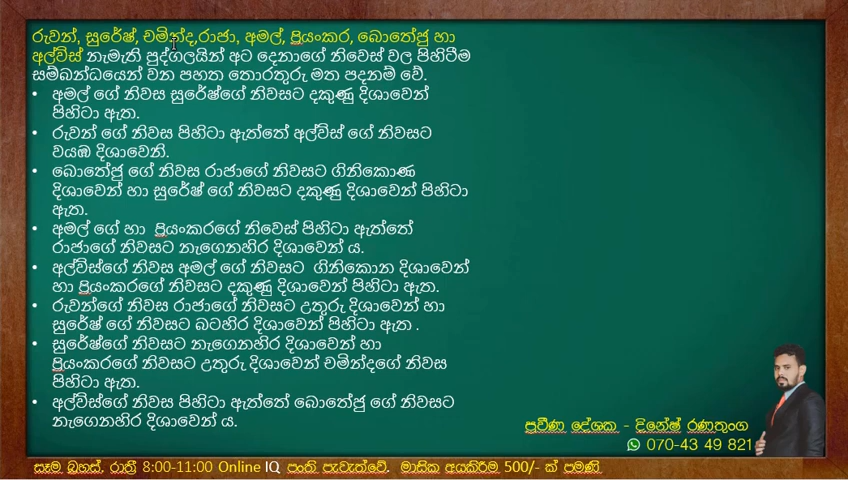 රුවන්, සුරේෂ්, චමින්ද,රාජා, අමල්, ප්‍රියංකර, බොතේජු හා
අල්විස් නැමැති පුද්ගලයින් අට දෙනාගේ නිවෙස් වල පිහිටීම
සම්බන්ධයෙන් වන පහත තොරතුරු මත පදනම් වේ.
• අමල් ගේ නිවස සුරේෂ්ගේ නිවසට දකුණු දිශාවෙන්
පිහිටා ඇත.
• රුවන් ගේ නිවස පිහිටා ඇත්තේ අල්විස් ගේ නිවසට
වයඹ දිශාවෙනි.
• බොතේජු ගේ නිවස රාජාගේ නිවසට ගිනිකොණ
දිශාවෙන් හා සුරේෂ් ගේ නිවසට දකුණු දිශාවෙන් පිහිටා
ඇත.
• අමල් ගේ හා ප්‍රියංකරගේ නිවෙස් පිහිටා ඇත්තේ
රාජාගේ නිවසට නැගෙනහිර දිශාවෙන් ය.
• අල්විස්ගේ නිවස අමල් ගේ නිවසට ගිනිකොන දිශාවෙන්
හා ප්‍රියංකරගේ නිවසට දකුණු දිශාවෙන් පිහිටා ඇත.
• රුවන්ගේ නිවස රාජාගේ නිවසට උතුරු දිශාවෙන් හා
සුරේෂ් ගේ නිවසට බටහිර දිශාවෙන් පිහිටා ඇත .
• සුරේෂ්ගේ නිවසට නැගෙනහිර දිශාවෙන් හා
ප්‍රියංකරගේ නිවසට උතුරු දිශාවෙන් චමින්දගේ නිවස
පිහිටා ඇත.
• අල්විස්ගේ නිවස පිහිටා ඇත්තේ බොතේජු ගේ නිවසට
නැගෙනහිර දිශාවෙන් ය.
ප්‍රවීණ දේශක - දිනේෂ් රණතුංග
070-43 49 821
සෑම බ්‍රහස්, රාත්‍රී 8:00-11:00 Online IQ පංති පැවැත්වේ. මාසික අයකිරීම 500/- ක් පමණි